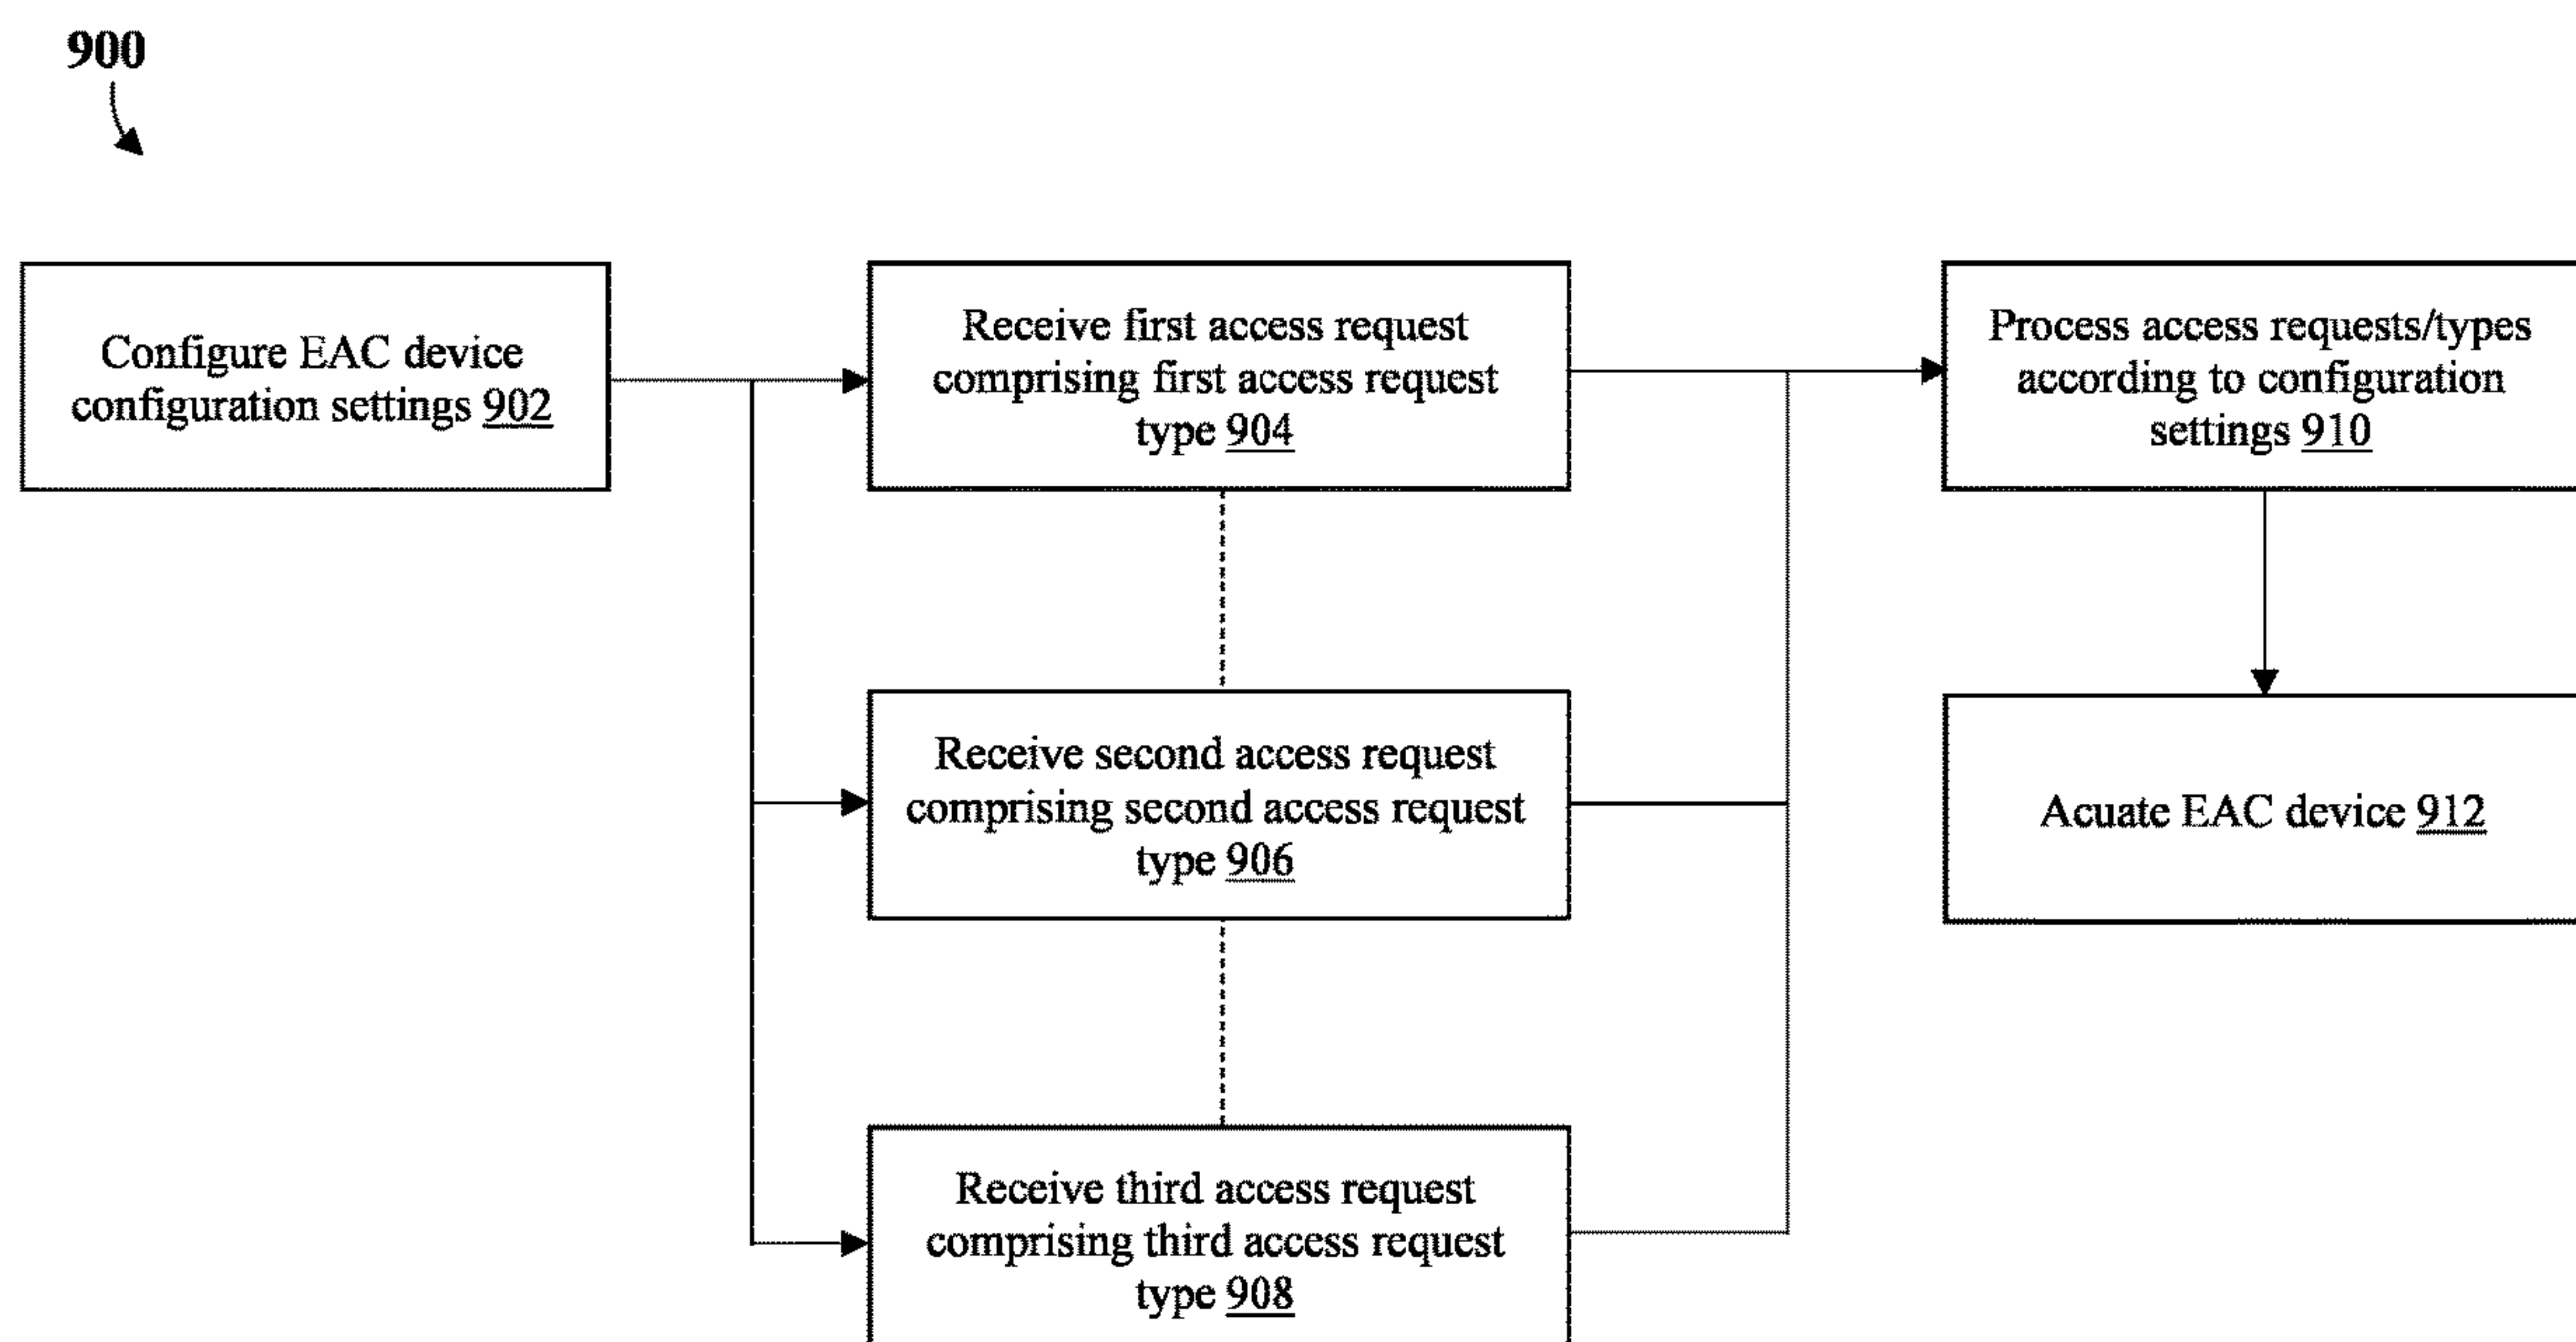 900
Configure EAC device
configuration settings 902
Receive first access request
comprising first access request
type 904
Process access requests/types
according to configuration
settings 910
Receive second access request
comprising second access request
type 906
Acuate EAC device 912
Receive third access request
comprising third access request
type 908